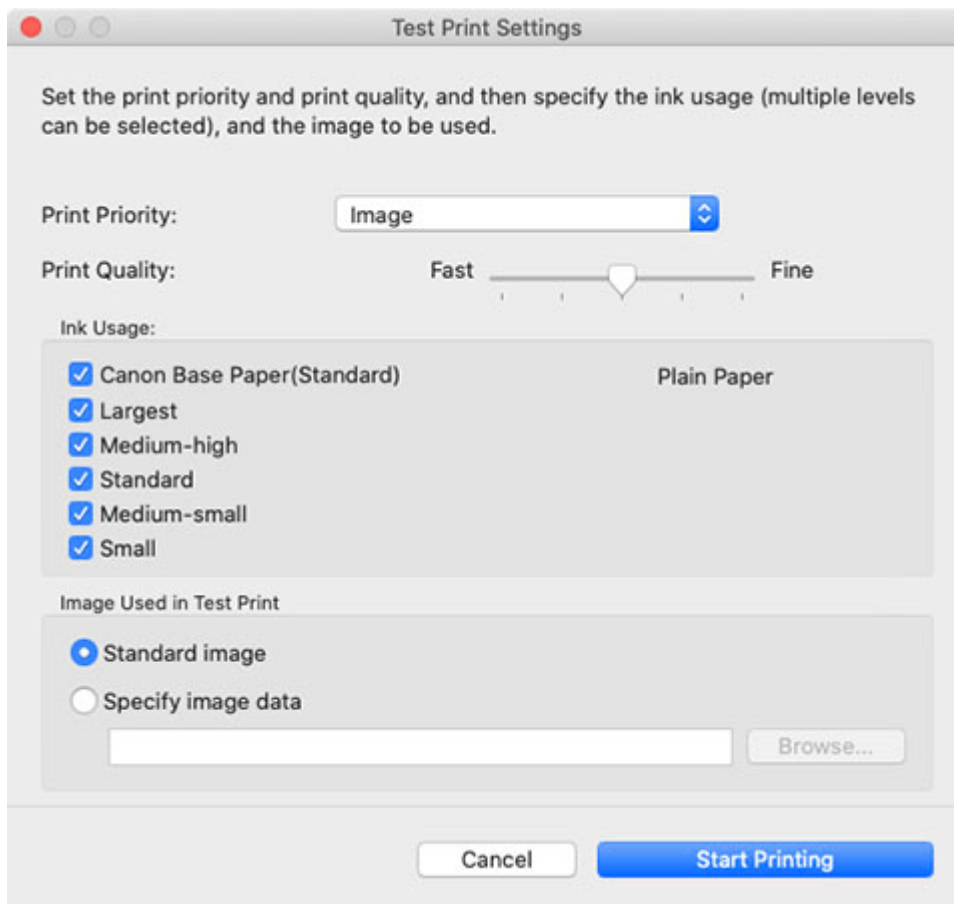 Test Print Settings
Set the print priority and print quality, and then specify the ink usage (multiple levels
can be selected), and the image to be used.
Print Priority: Image
Print Quality: Fast Fine
Ink Usage:
Canon Base Paper(Standard) Plain Paper
Largest
Medium-high
Standard
Medium-small
Small
Image Used in Test Print
Standard image
Specify image data
Browse...
Cancel Start Printing